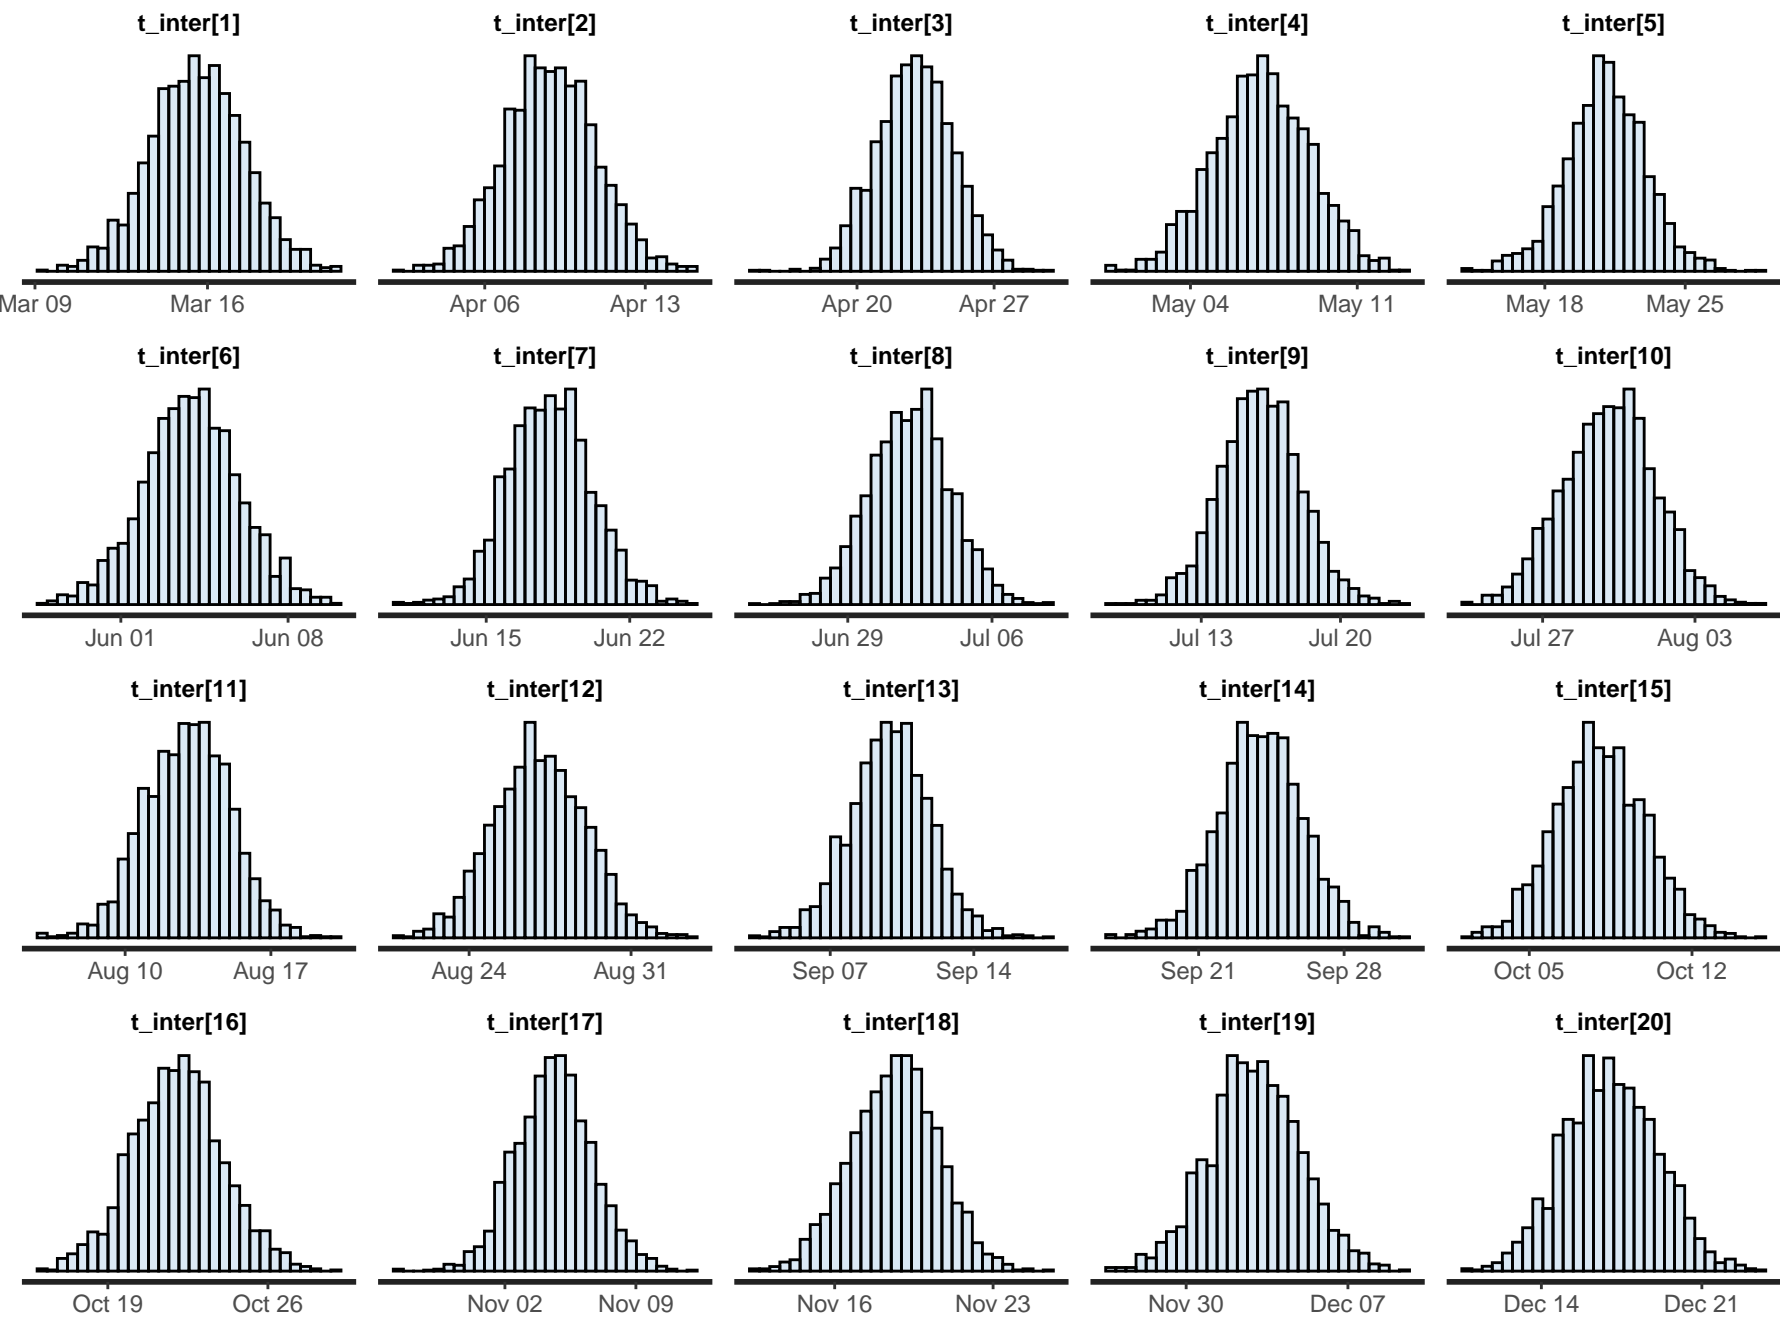 t_inter[1] t_inter[2] t_inter[3] t_inter[4] t_inter[5]
Mar 09 Mar 16 Apr 06 Apr 13 Apr 20 Apr 27 May 04 May 11 May 18 May 25
t_inter[6] t_inter[7] t_inter[8] t_inter[9] t_inter[10]
Jun 01 Jun 08 Jun 15 Jun 22 Jun 29 Jul 06 Jul 13 Jul 20 Jul 27 Aug 03
t_inter[11] t_inter[12] t_inter[13] t_inter[14] t_inter[15]
Aug 10 Aug 17 Aug 24 Aug 31 Sep 07 Sep 14 Sep 21 Sep 28 Oct 05 Oct 12
t_inter[16] t_inter[17] t_inter[18] t_inter[19] t_inter[20]
Oct 19 Oct 26 Nov 02 Nov 09 Nov 16 Nov 23 Nov 30 Dec 07 Dec 14 Dec 21